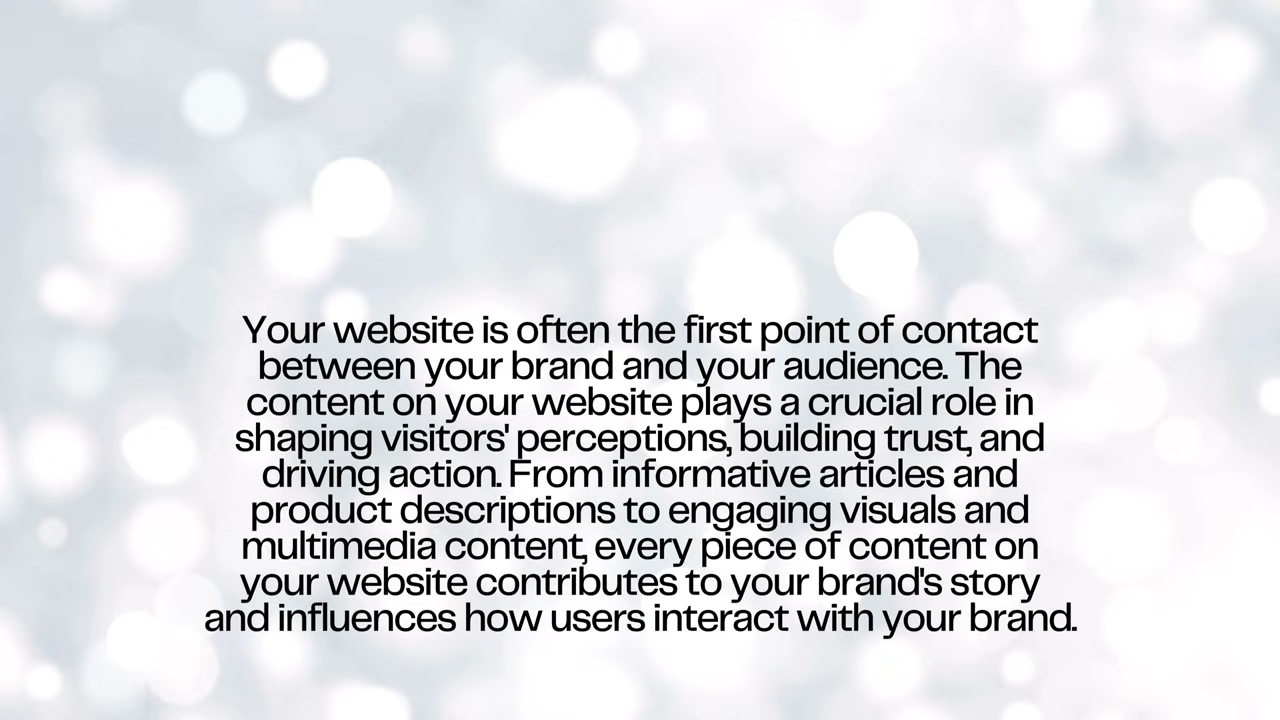 Your website is often the first point of contact
between your brand and your audience. The
content on your website plays a crucial role in
shaping visitors' perceptions, building trust, and
driving action. From informative articles and
product descriptions to engaging visuals and
multimedia content, every piece of content on
your website contributes to your brand's story
and influences how users interact with your brand.